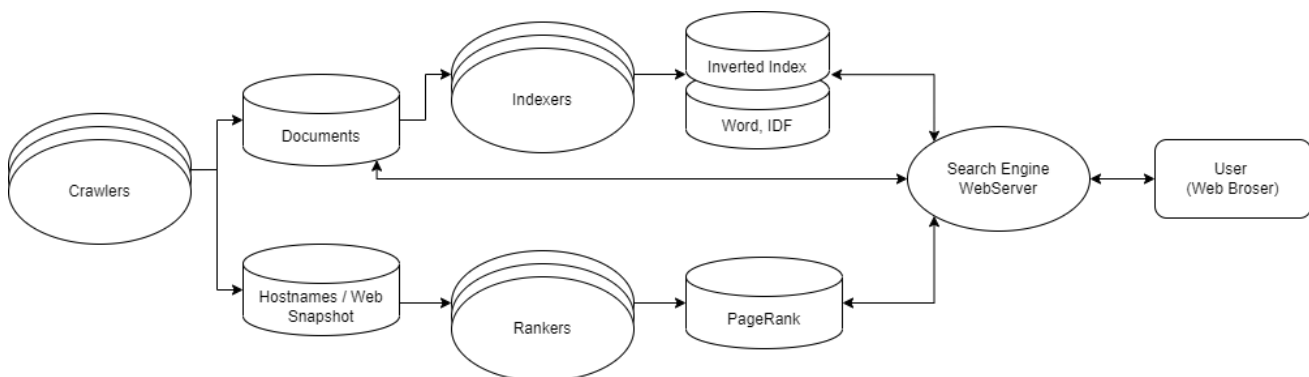 Crawlers
Documents
Hostnames / Web
Snapshot
Indexers
Rankers
Inverted Index
Word, IDF
PageRank
Search Engine
WebServer
User
(Web Broser)